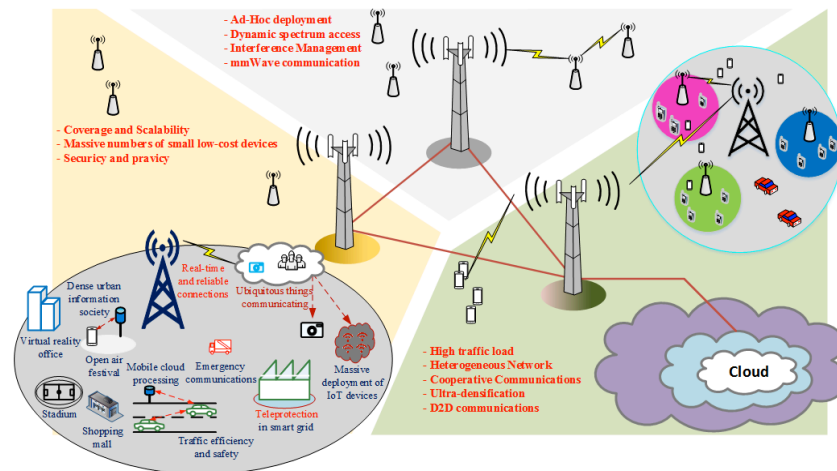 - Ad-Hoc deployment
- Dynamic spectrum access
- Interference Management
- mmWave communication
- Coverage and Scalability
- Massive numbers of small low-cost devices
- Securicy and pravicy
Real-time
and reliable
connections
Ubiquitous things
communicating
Dense urban
information
society
Virtual reality
office
Open air
festival
Mobile cloud
processing
Emergency
communications
Massive
deployment of
IoT devices
Stadium
Shopping
mall
Traffic efficiency
and safety
Teleprotection
in smart grid
- High traffic load
- Heterogeneous Network
- Cooperative Communications
- Ultra-densification
- D2D communications
Cloud